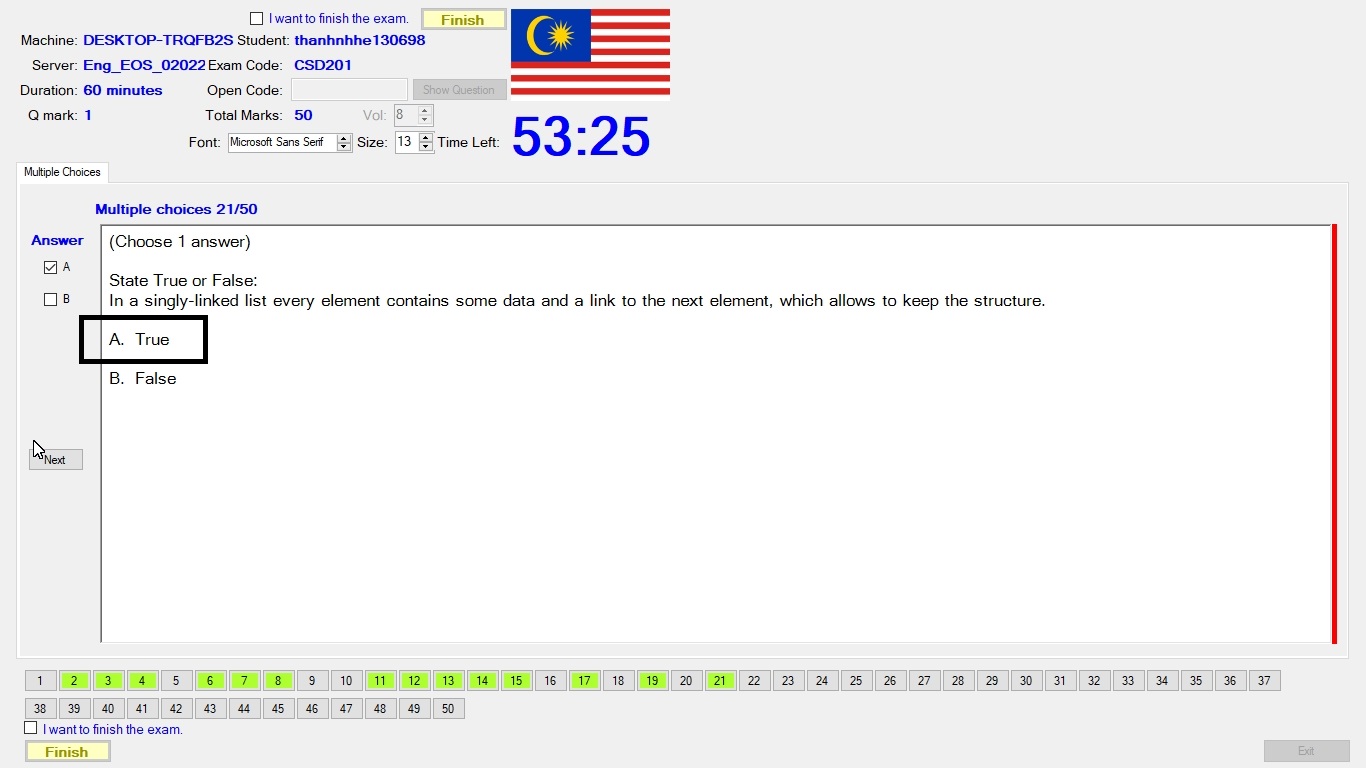 I want to finish the exam. Finish
Machine: DESKTOP-TRQFB2S Student: thanhnhhe130698
Server: Eng_EOS_02022 Exam Code: CSD201
Duration: 60 minutes Open Code: Show Question
Q mark: 1 Total Marks: 50 Vol: 8
Font: Microsoft Sans Serif Size: 13 Time Left: 53:25
Multiple Choices
Multiple choices 21/50
Answer
A
B
Next
(Choose 1 answer)
State True or False:
In a singly-linked list every element contains some data and a link to the next element, which allows to keep the structure.
A. True
B. False
1 2 3 4 5 6 7 8 9 10 11 12 13 14 15 16 17 18 19 20 21 22 23 24 25 26 27 28 29 30 31 32 33 34 35 36 37
38 39 40 41 42 43 44 45 46 47 48 49 50
I want to finish the exam.
Finish Exit